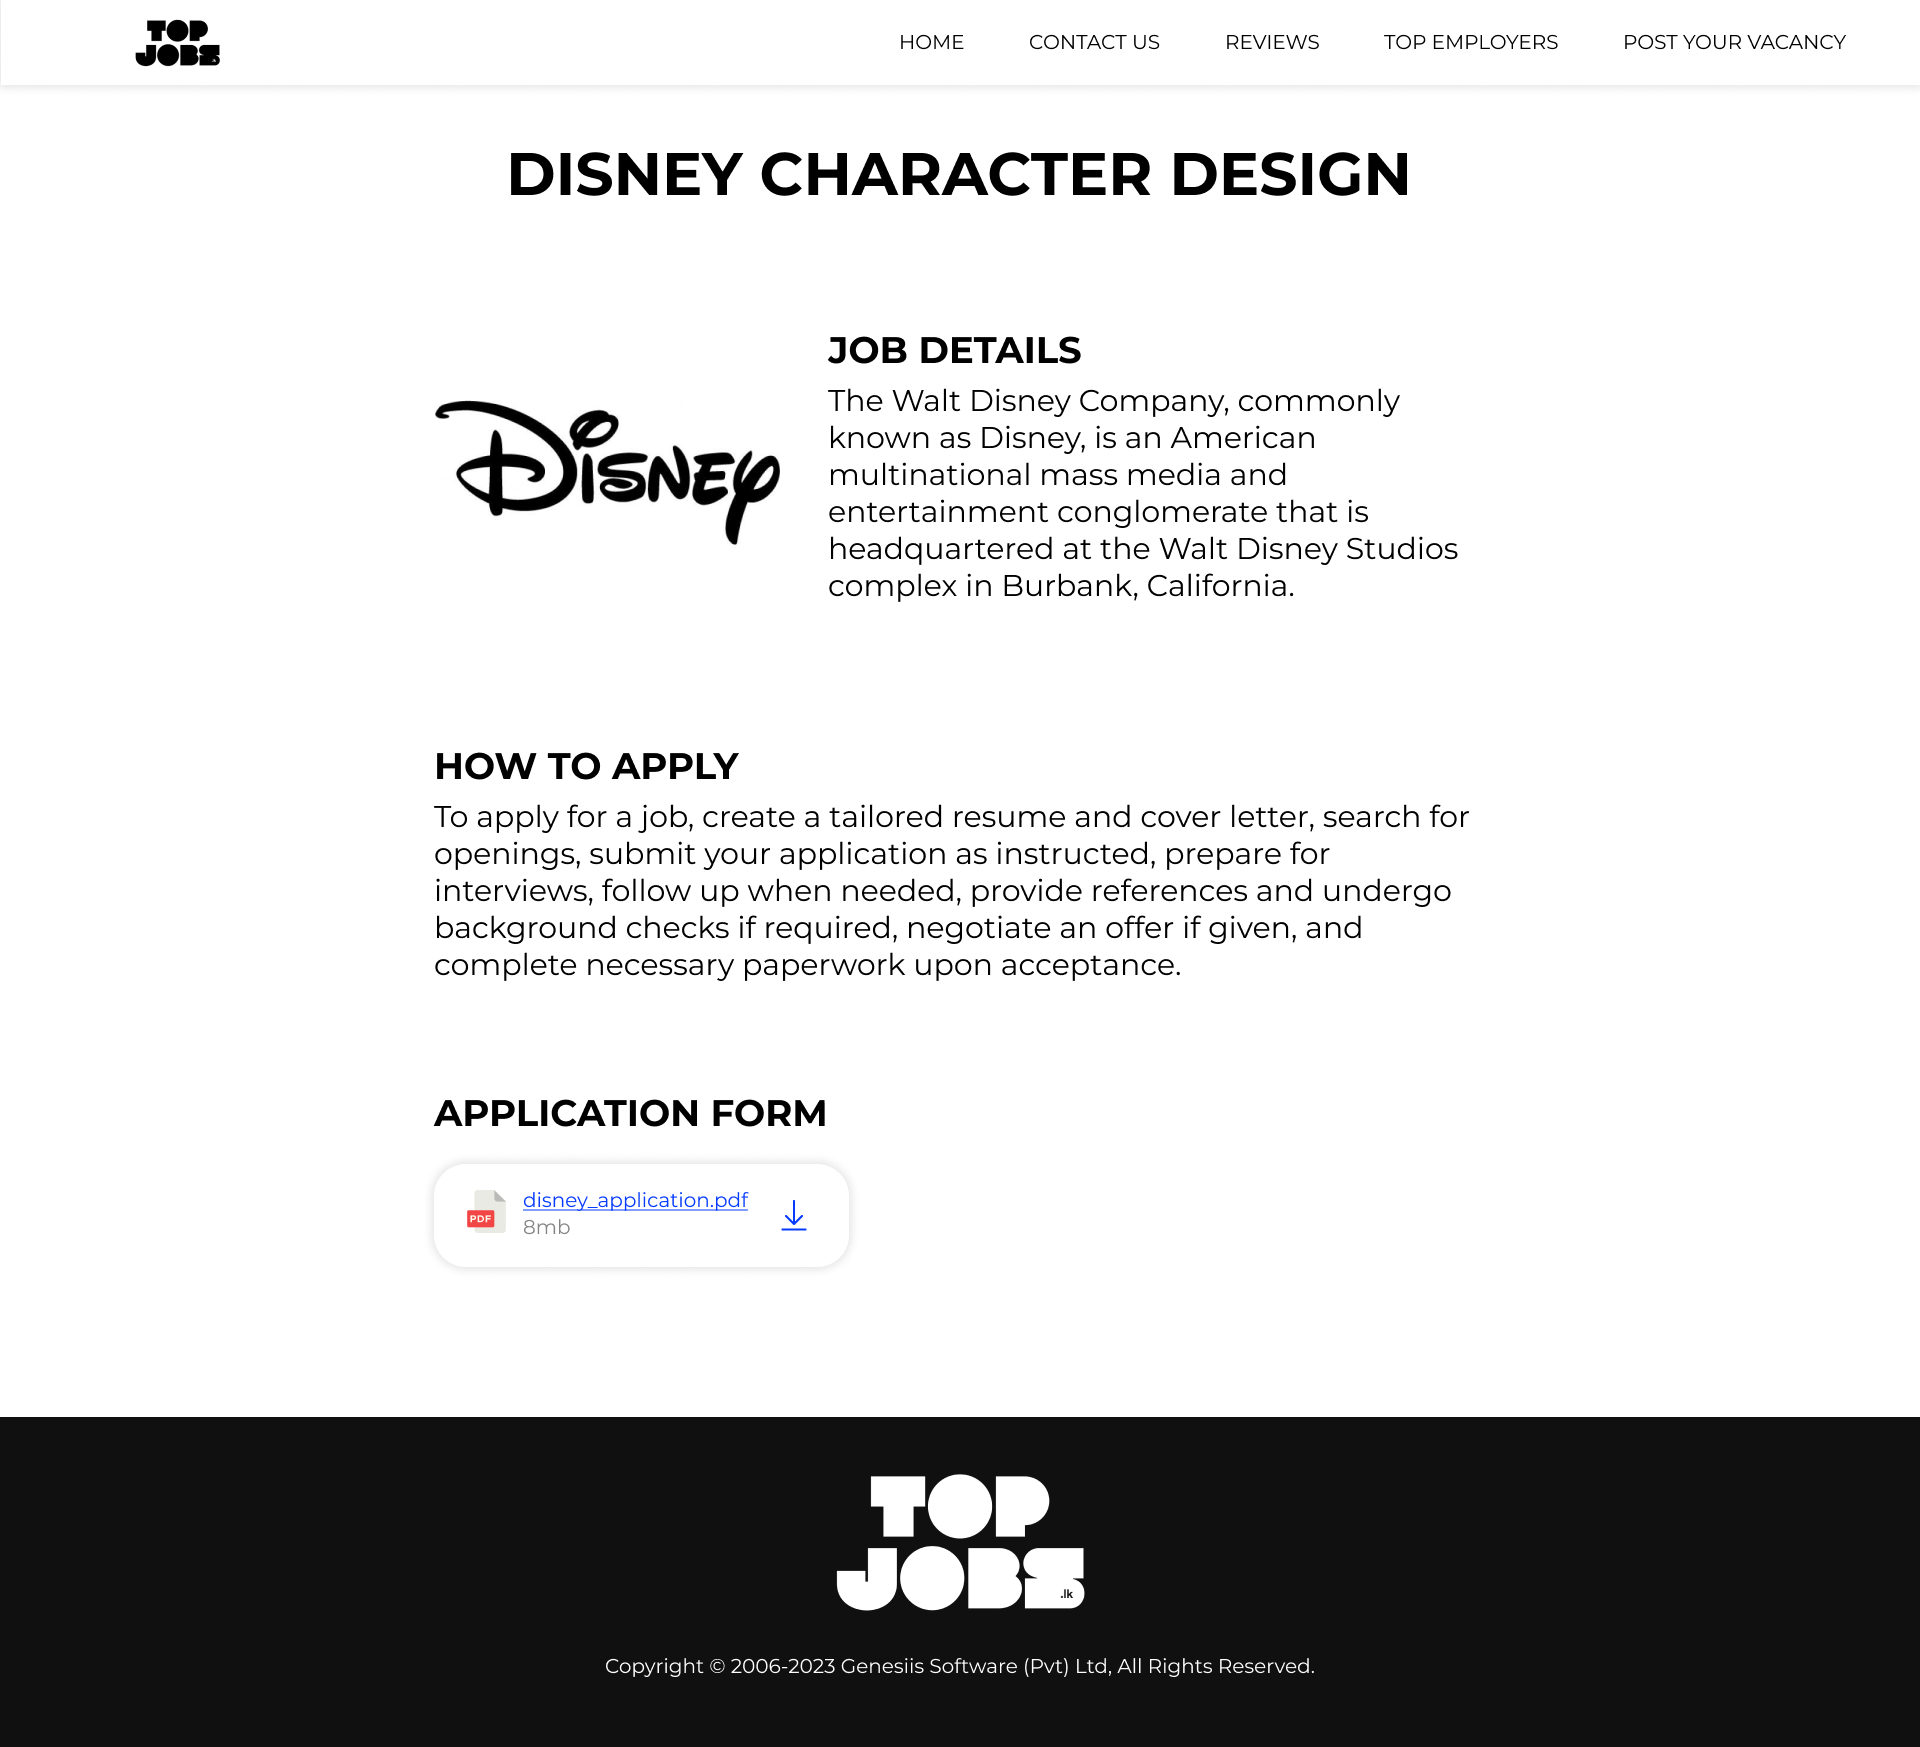 TOP
JOBS
HOME
CONTACT US
REVIEWS
TOP EMPLOYERS
POST YOUR VACANCY
DISNEY CHARACTER DESIGN
Disney
JOB DETAILS
The Walt Disney Company, commonly
known as Disney, is an American
multinational mass media and
entertainment conglomerate that is
headquartered at the Walt Disney Studios
complex in Burbank, California.
HOW TO APPLY
To apply for a job, create a tailored resume and cover letter, search for
openings, submit your application as instructed, prepare for
interviews, follow up when needed, provide references and undergo
background checks if required, negotiate an offer if given, and
complete necessary paperwork upon acceptance.
APPLICATION FORM
PDF
disney_application.pdf
8mb
TOP
JOBS
.lk
Copyright © 2006-2023 Genesiis Software (Pvt) Ltd, All Rights Reserved.